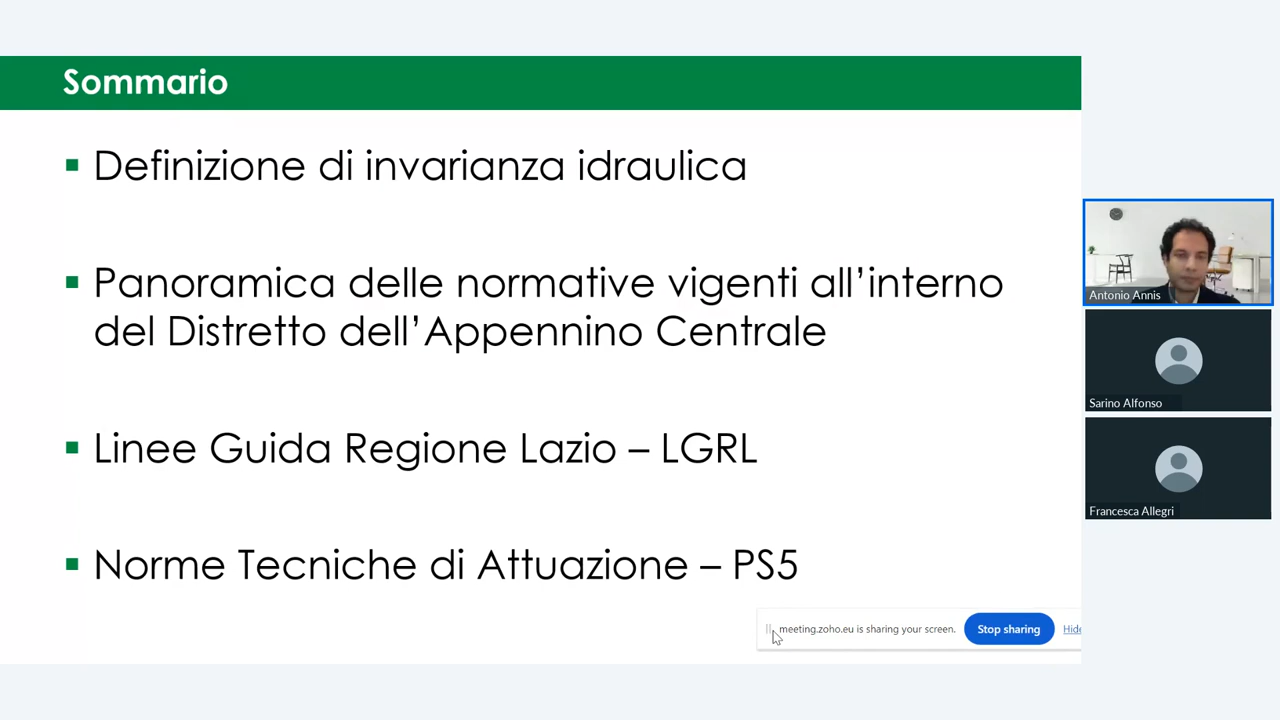 Sommario
Definizione di invarianza idraulica
Panoramica delle normative vigenti all’interno
del Distretto dell’Appennino Centrale
Linee Guida Regione Lazio – LGRL
Norme Tecniche di Attuazione – PS5
meeting.zoho.eu is sharing your screen.
Stop sharing
Hide
Antonio Annis
Sarino Alfonso
Francesca Allegri